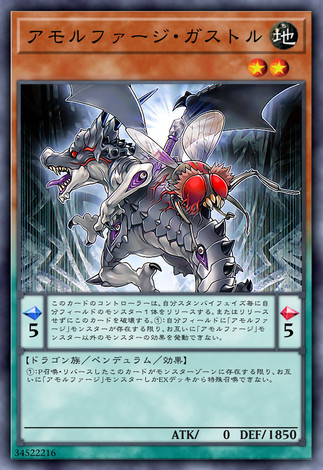 アモルファージ・ガストル 地
このカードのコントローラーは、自分スタンバイフェイズ毎に自
分フィールドのモンスター1体をリリースする。またはリリー
スせずにこのカードを破壊する。①:自分フィールドに「アモルファ
ージ」モンスターが存在する限り、お互いに「アモルファージ」モ
ンスター以外のモンスターの効果を発動できない。
5
5
【ドラゴン族/ペンデュラム/効果】
①:P召喚・リバースしたこのカードがモンスターゾーンに存在する限り、お互
いに「アモルファージ」モンスターしかEXデッキから特殊召喚できない。
ATK/ 0 DEF/1850
34522216